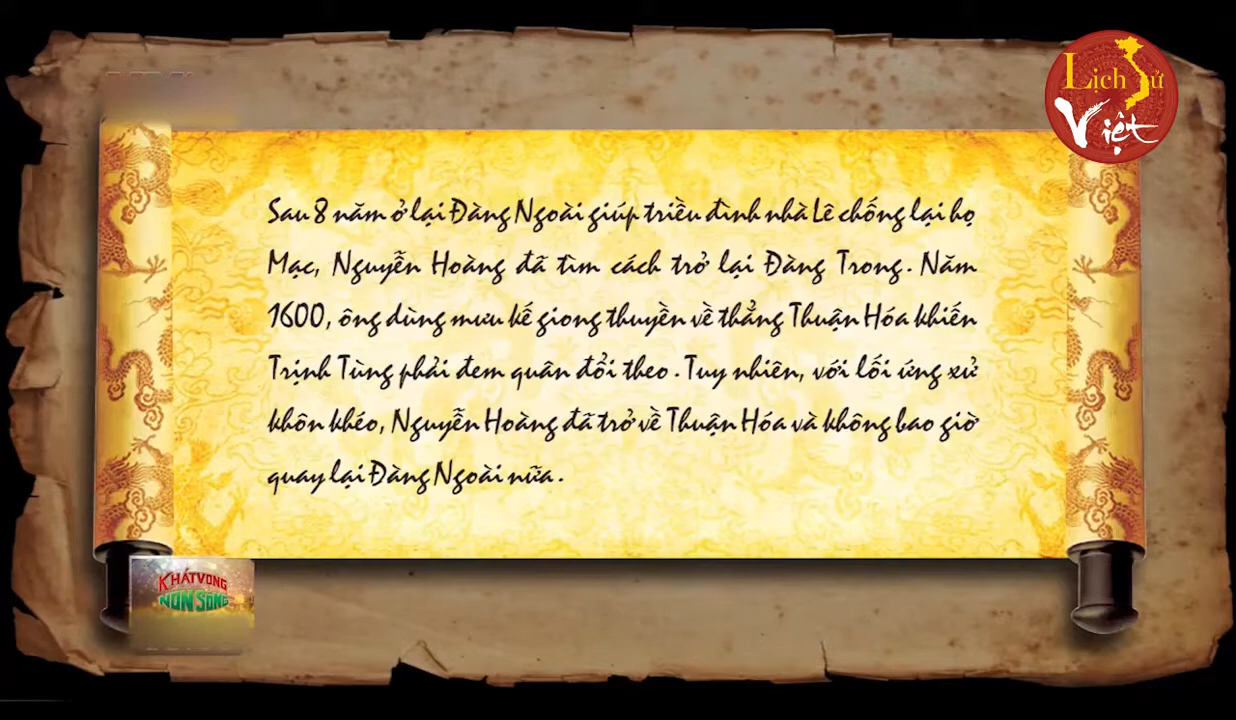 Lịch Sử
Việt
Sau 8 năm ở lại Đàng Ngoài giúp triều đình nhà Lê chống lại họ
Mạc, Nguyễn Hoàng đã tìm cách trở lại Đàng Trong. Năm
1600, ông dùng mưu kế giong thuyền về thẳng Thuận Hóa khiến
Trịnh Tùng phải đem quân đổi theo. Tuy nhiên, với lối ứng xử
khôn khéo, Nguyễn Hoàng đã trở về Thuận Hóa và không bao giờ
quay lại Đàng Ngoài nữa.
KHÁT VỌNG
NON SÔNG